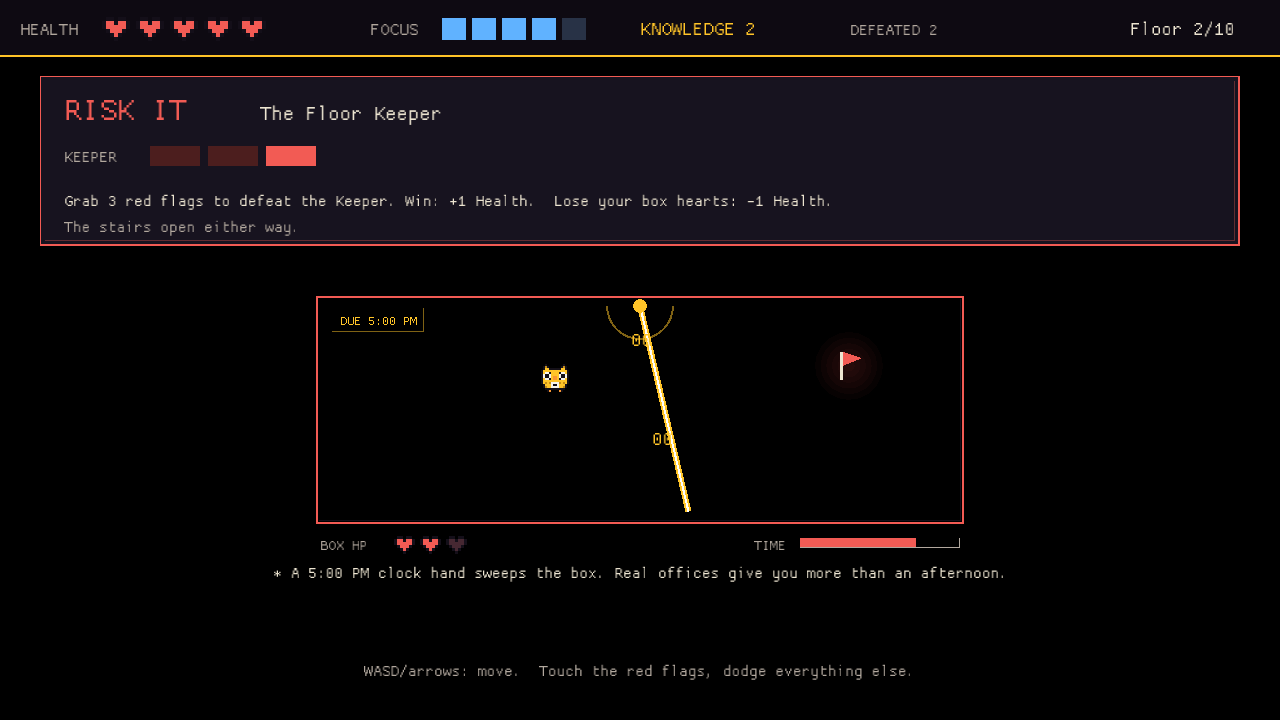 HEALTH FOCUS KNOWLEDGE 2 DEFEATED 2 Floor 2/10
RISK IT The Floor Keeper
KEEPER
Grab 3 red flags to defeat the Keeper. Win: +1 Health. Lose your box hearts: -1 Health.
The stairs open either way.
DUE 5:00 PM
00
00
BOX HP TIME
* A 5:00 PM clock hand sweeps the box. Real offices give you more than an afternoon.
WASD/arrows: move. Touch the red flags, dodge everything else.